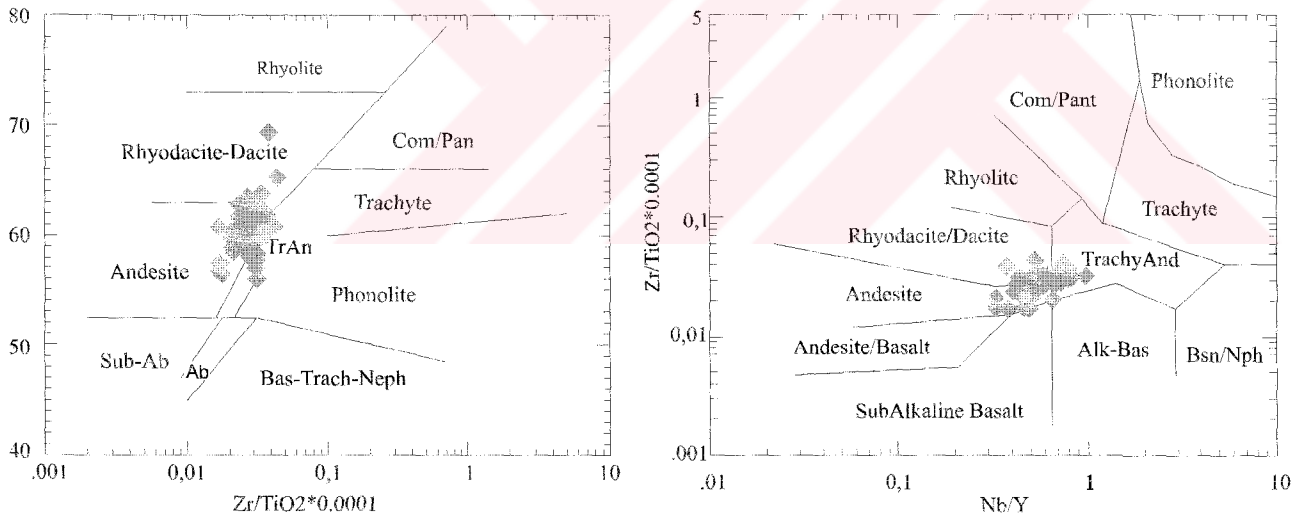 80
70
60
50
40
Rhyolite
Rhyodacite-Dacite
Com/Pan
Trachyte
TrAn
Andesite
Phonolite
Sub-Ab
Ab
Bas-Trach-Neph
.001
0,01
0,1
1
10
Zr/TiO2*0.0001
5
1
0,1
0,01
.001
Zr/TiO2*0.0001
Phonolite
Com/Pant
Rhyolite
Trachyte
Rhyodacite/Dacite
TrachyAnd
Andesite
Andesite/Basalt
Alk-Bas
Bsn/Nph
SubAlkaline Basalt
.01
0,1
1
10
Nb/Y